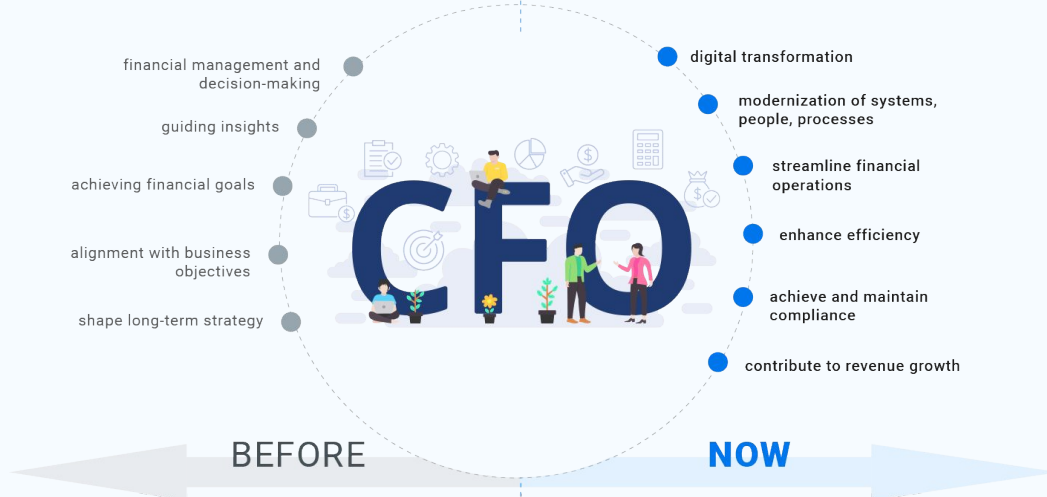 financial management and
decision-making
guiding insights
achieving financial goals
alignment with business
objectives
shape long-term strategy
CFO
digital transformation
modernization of systems,
people, processes
streamline financial
operations
enhance efficiency
achieve and maintain
compliance
contribute to revenue growth
BEFORE
NOW